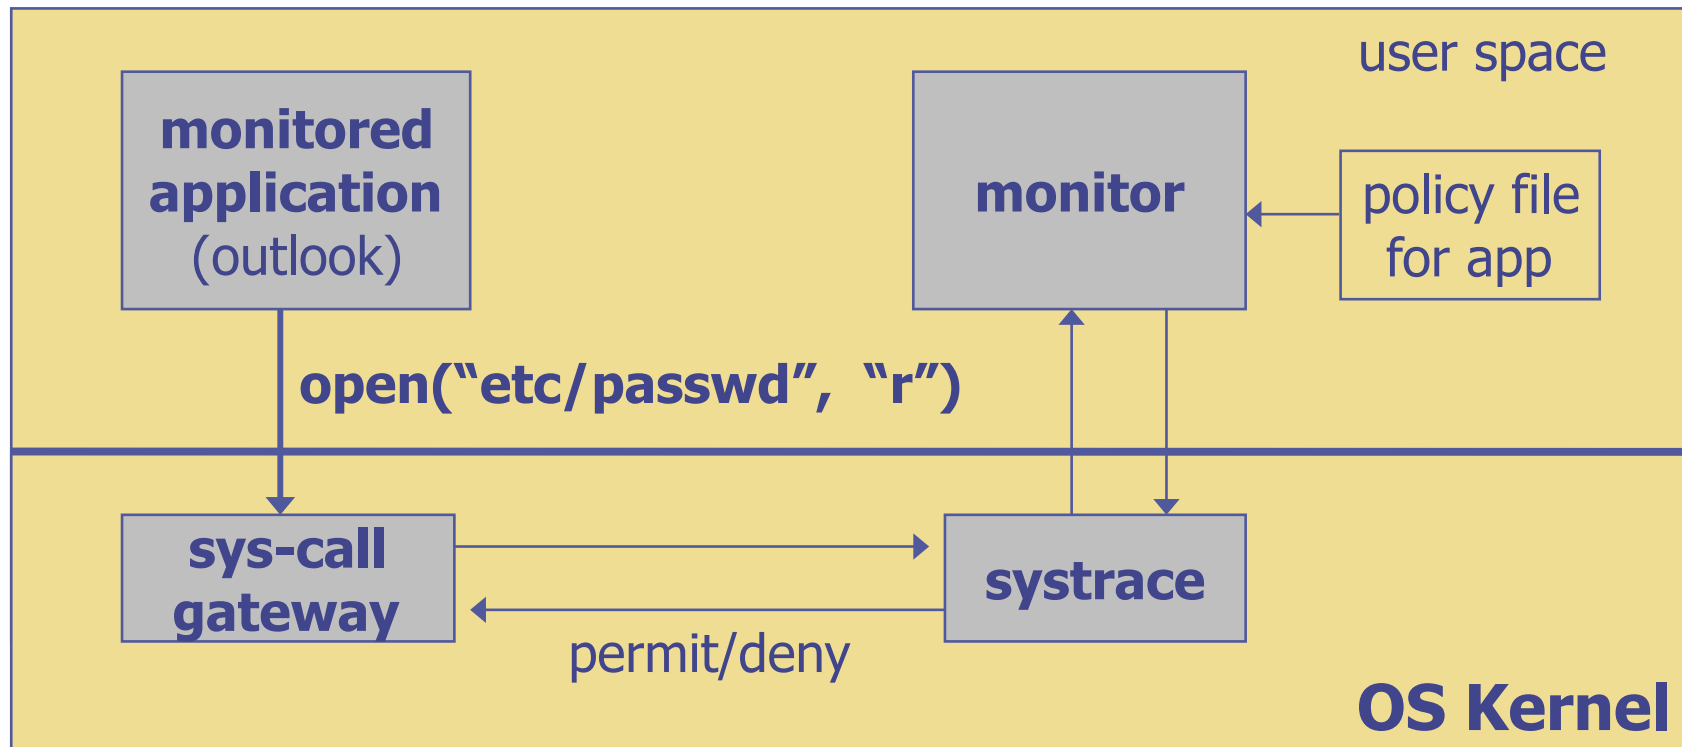 user space
monitored
application
(outlook)
monitor
policy file
for app
open(“etc/passwd”, “r”)
sys-call
gateway
systrace
permit/deny
OS Kernel